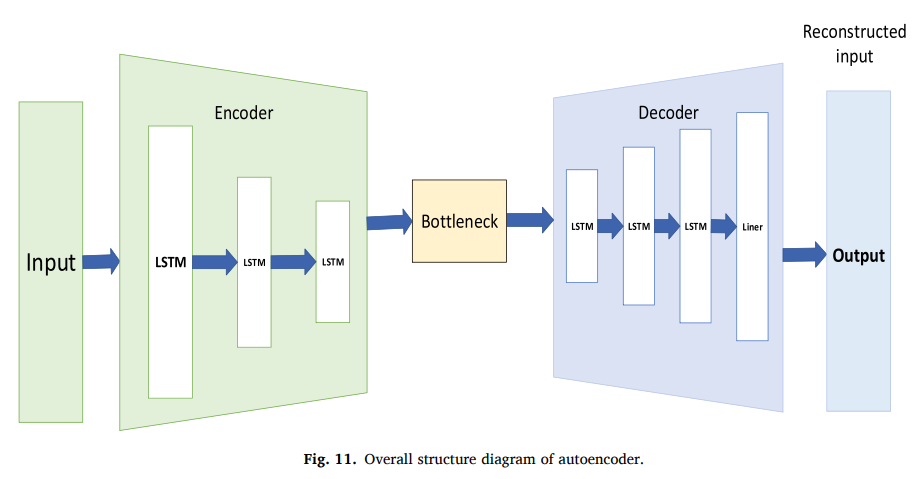 Reconstructed
input
Encoder
Decoder
Input
LSTM
LSTM
LSTM
Bottleneck
LSTM
LSTM
LSTM
Liner
Output
Fig. 11. Overall structure diagram of autoencoder.